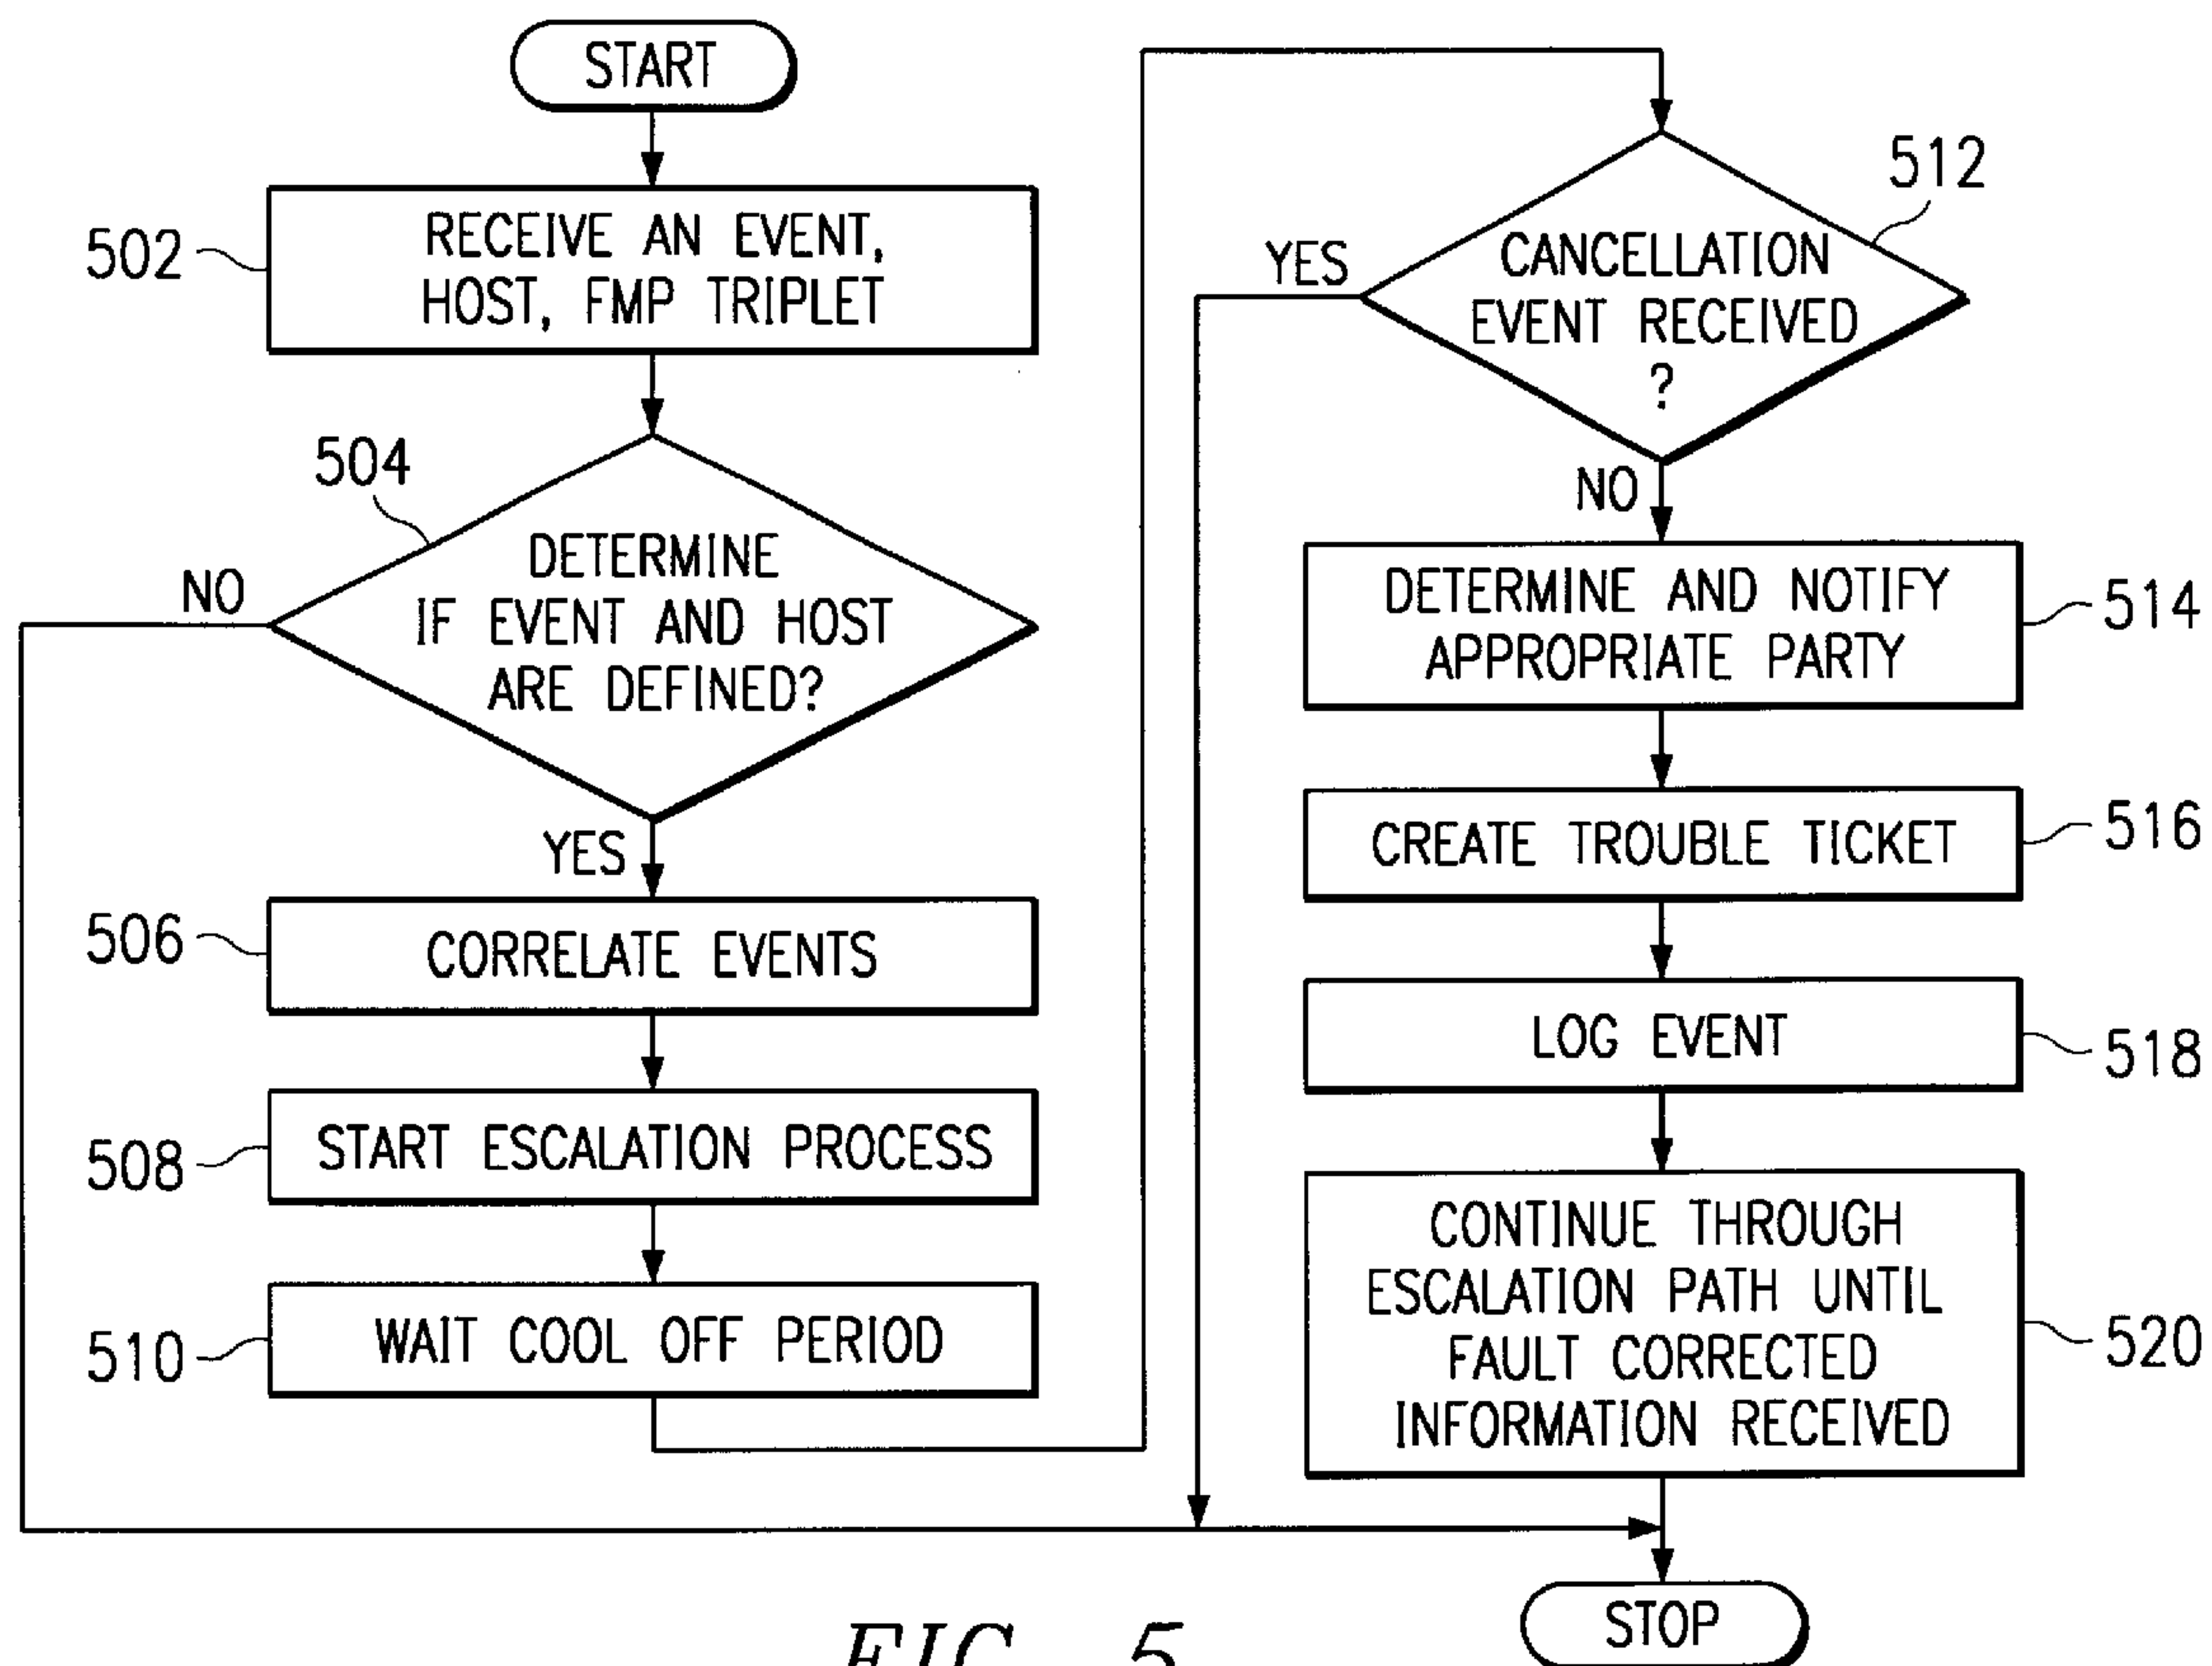 START
502
RECEIVE AN EVENT,
HOST, FMP TRIPLET
504
DETERMINE
IF EVENT AND HOST
ARE DEFINED?
NO
YES
506
CORRELATE EVENTS
508
START ESCALATION PROCESS
510
WAIT COOL OFF PERIOD
512
CANCELLATION
EVENT RECEIVED
?
YES
NO
DETERMINE AND NOTIFY
APPROPRIATE PARTY
514
CREATE TROUBLE TICKET
516
LOG EVENT
518
CONTINUE THROUGH
ESCALATION PATH UNTIL
FAULT CORRECTED
INFORMATION RECEIVED
520
STOP
FIG. 5